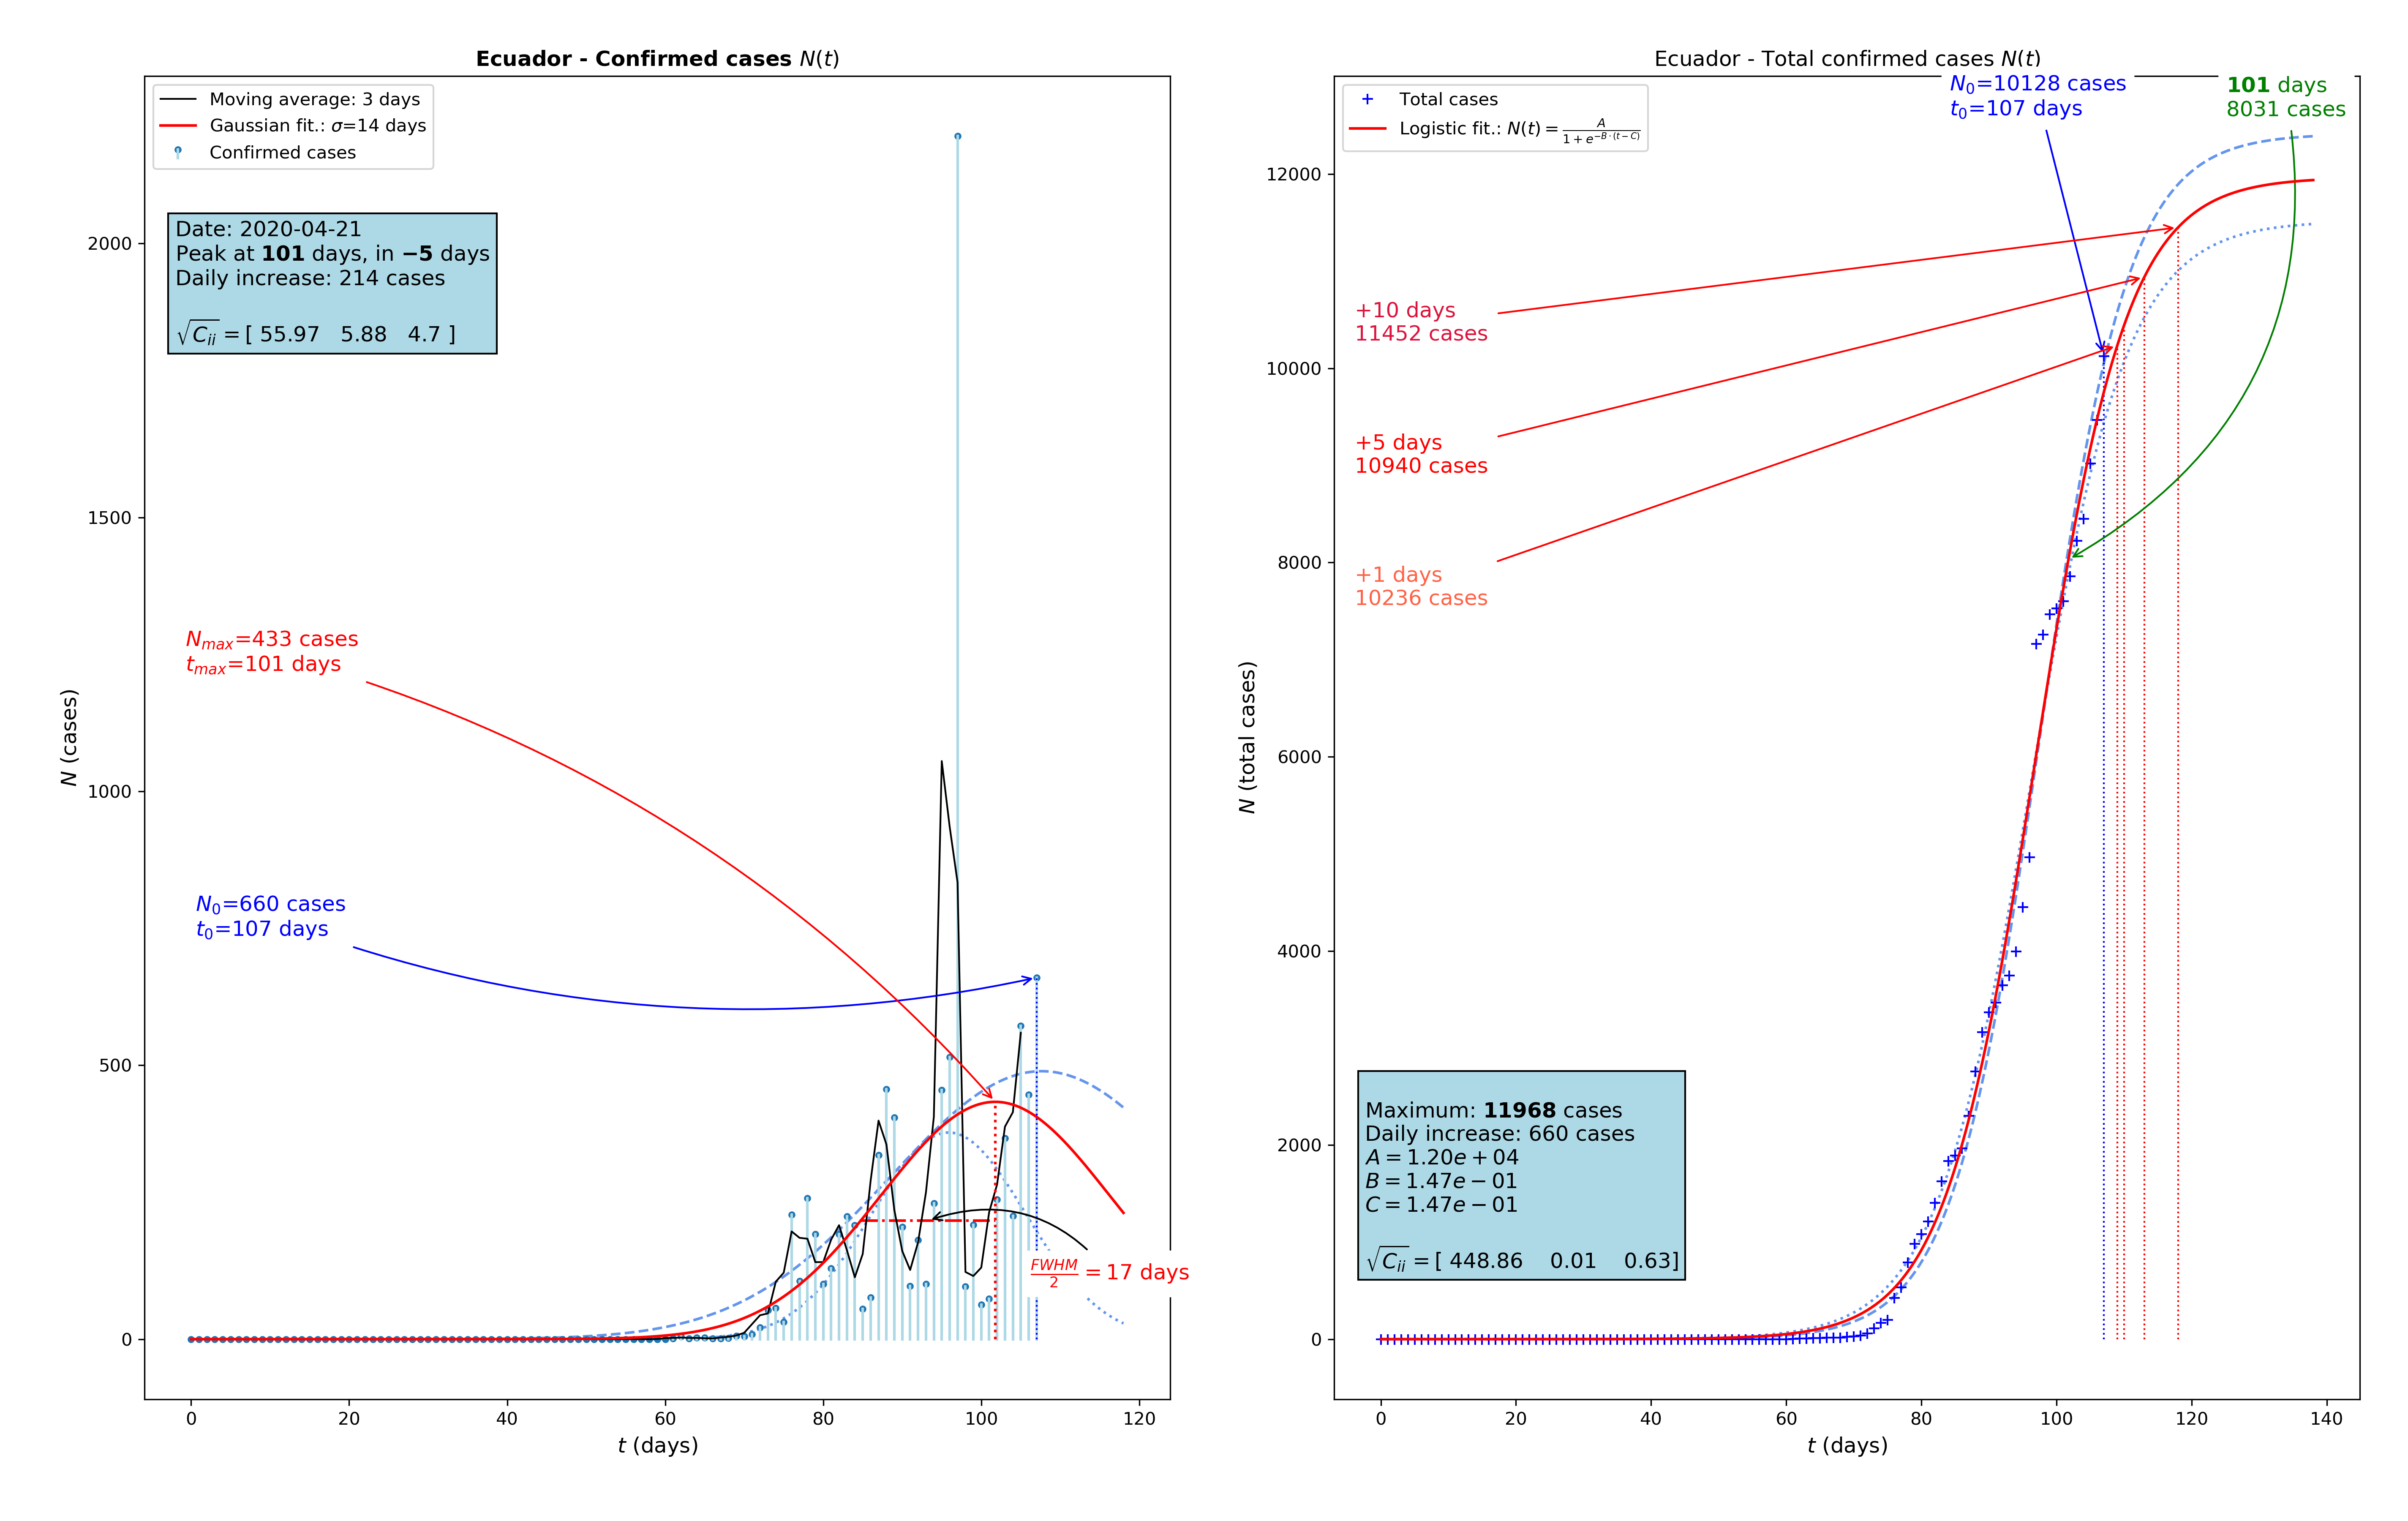 Ecuador - Confirmed cases N(t)
Moving average: 3 days
Gaussian fit.: σ=14 days
Confirmed cases
Date: 2020-04-21
Peak at 101 days, in −5 days
Daily increase: 214 cases
√C_ii = [ 55.97 5.88 4.7 ]
N_max=433 cases
t_max=101 days
N_0=660 cases
t_0=107 days
FWHM/2 = 17 days
2000
1500
1000
500
0
N (cases)
0 20 40 60 80 100 120
t (days)
Ecuador - Total confirmed cases N(t)
Total cases
Logistic fit.: N(t) = A/(1 + e^{−B·(t−C)})
N_0=10128 cases
t_0=107 days
101 days
8031 cases
+10 days
11452 cases
+5 days
10940 cases
+1 days
10236 cases
Maximum: 11968 cases
Daily increase: 660 cases
A = 1.20e + 04
B = 1.47e − 01
C = 1.47e − 01
√C_ii = [ 448.86 0.01 0.63]
12000
10000
8000
6000
4000
2000
0
N (total cases)
0 20 40 60 80 100 120 140
t (days)